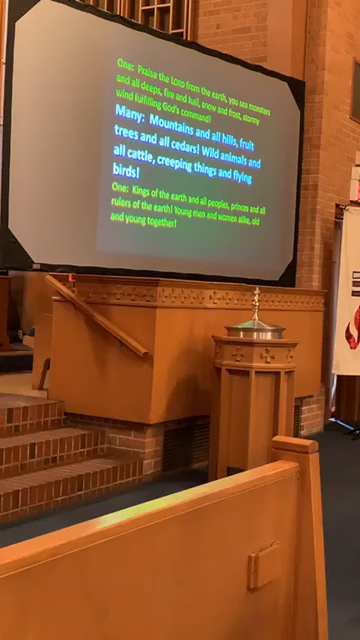 One: Praise the LORD from the earth, you sea monsters
and all deeps, fire and hail, snow and frost, stormy
wind fulfilling God's command!
Many: Mountains and all hills, fruit
trees and all cedars! Wild animals and
all cattle, creeping things and flying
birds!
One: Kings of the earth and all peoples, princes and all
rulers of the earth! Young men and women alike, old
and young together!